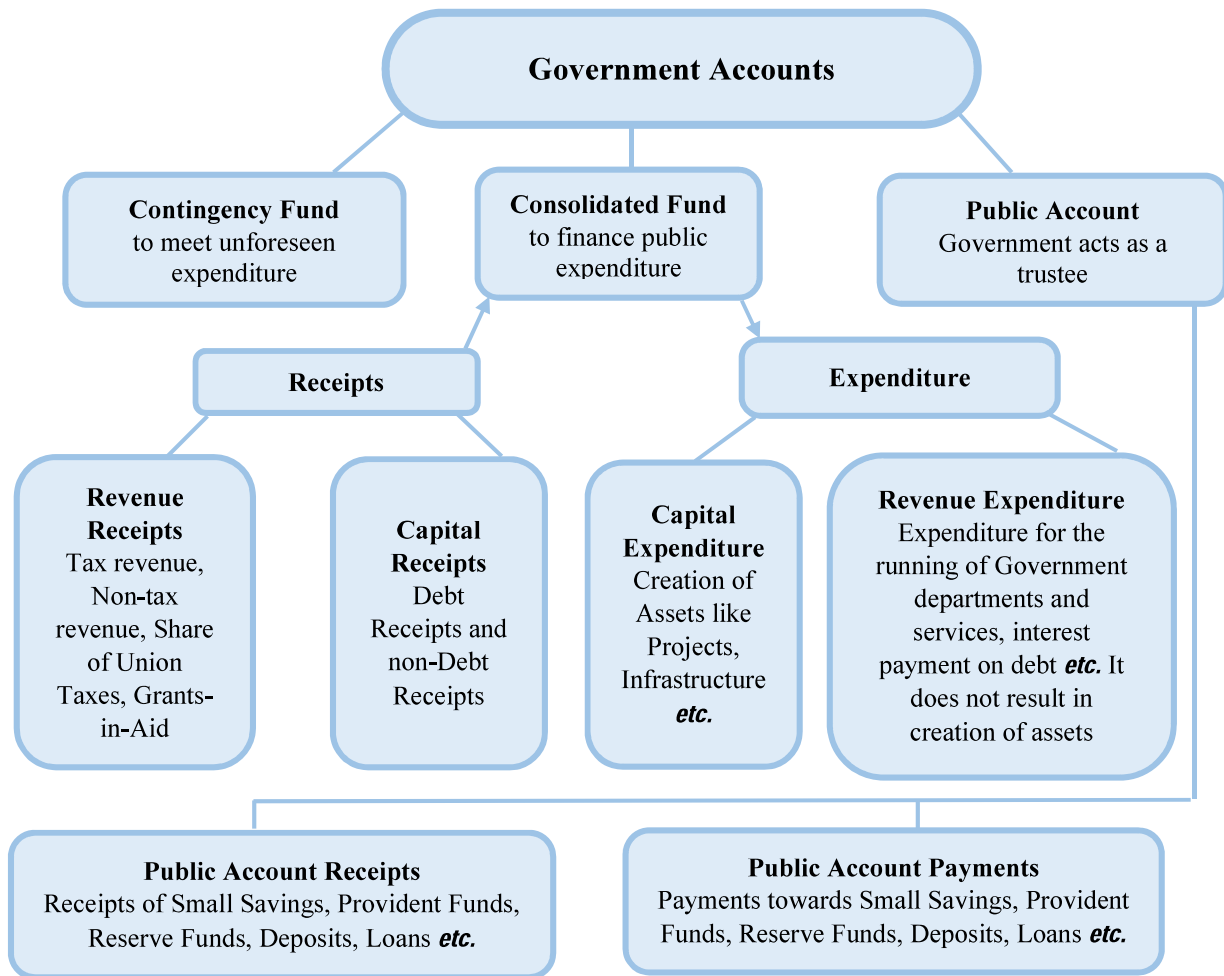 Government Accounts
Contingency Fund
to meet unforeseen
expenditure
Consolidated Fund
to finance public
expenditure
Public Account
Government acts as a
trustee
Receipts
Expenditure
Revenue
Receipts
Tax revenue,
Non-tax
revenue, Share
of Union
Taxes, Grants-
in-Aid
Capital
Receipts
Debt
Receipts and
non-Debt
Receipts
Capital
Expenditure
Creation of
Assets like
Projects,
Infrastructure
etc.
Revenue Expenditure
Expenditure for the
running of Government
departments and
services, interest
payment on debt etc. It
does not result in
creation of assets
Public Account Receipts
Receipts of Small Savings, Provident Funds,
Reserve Funds, Deposits, Loans etc.
Public Account Payments
Payments towards Small Savings, Provident
Funds, Reserve Funds, Deposits, Loans etc.